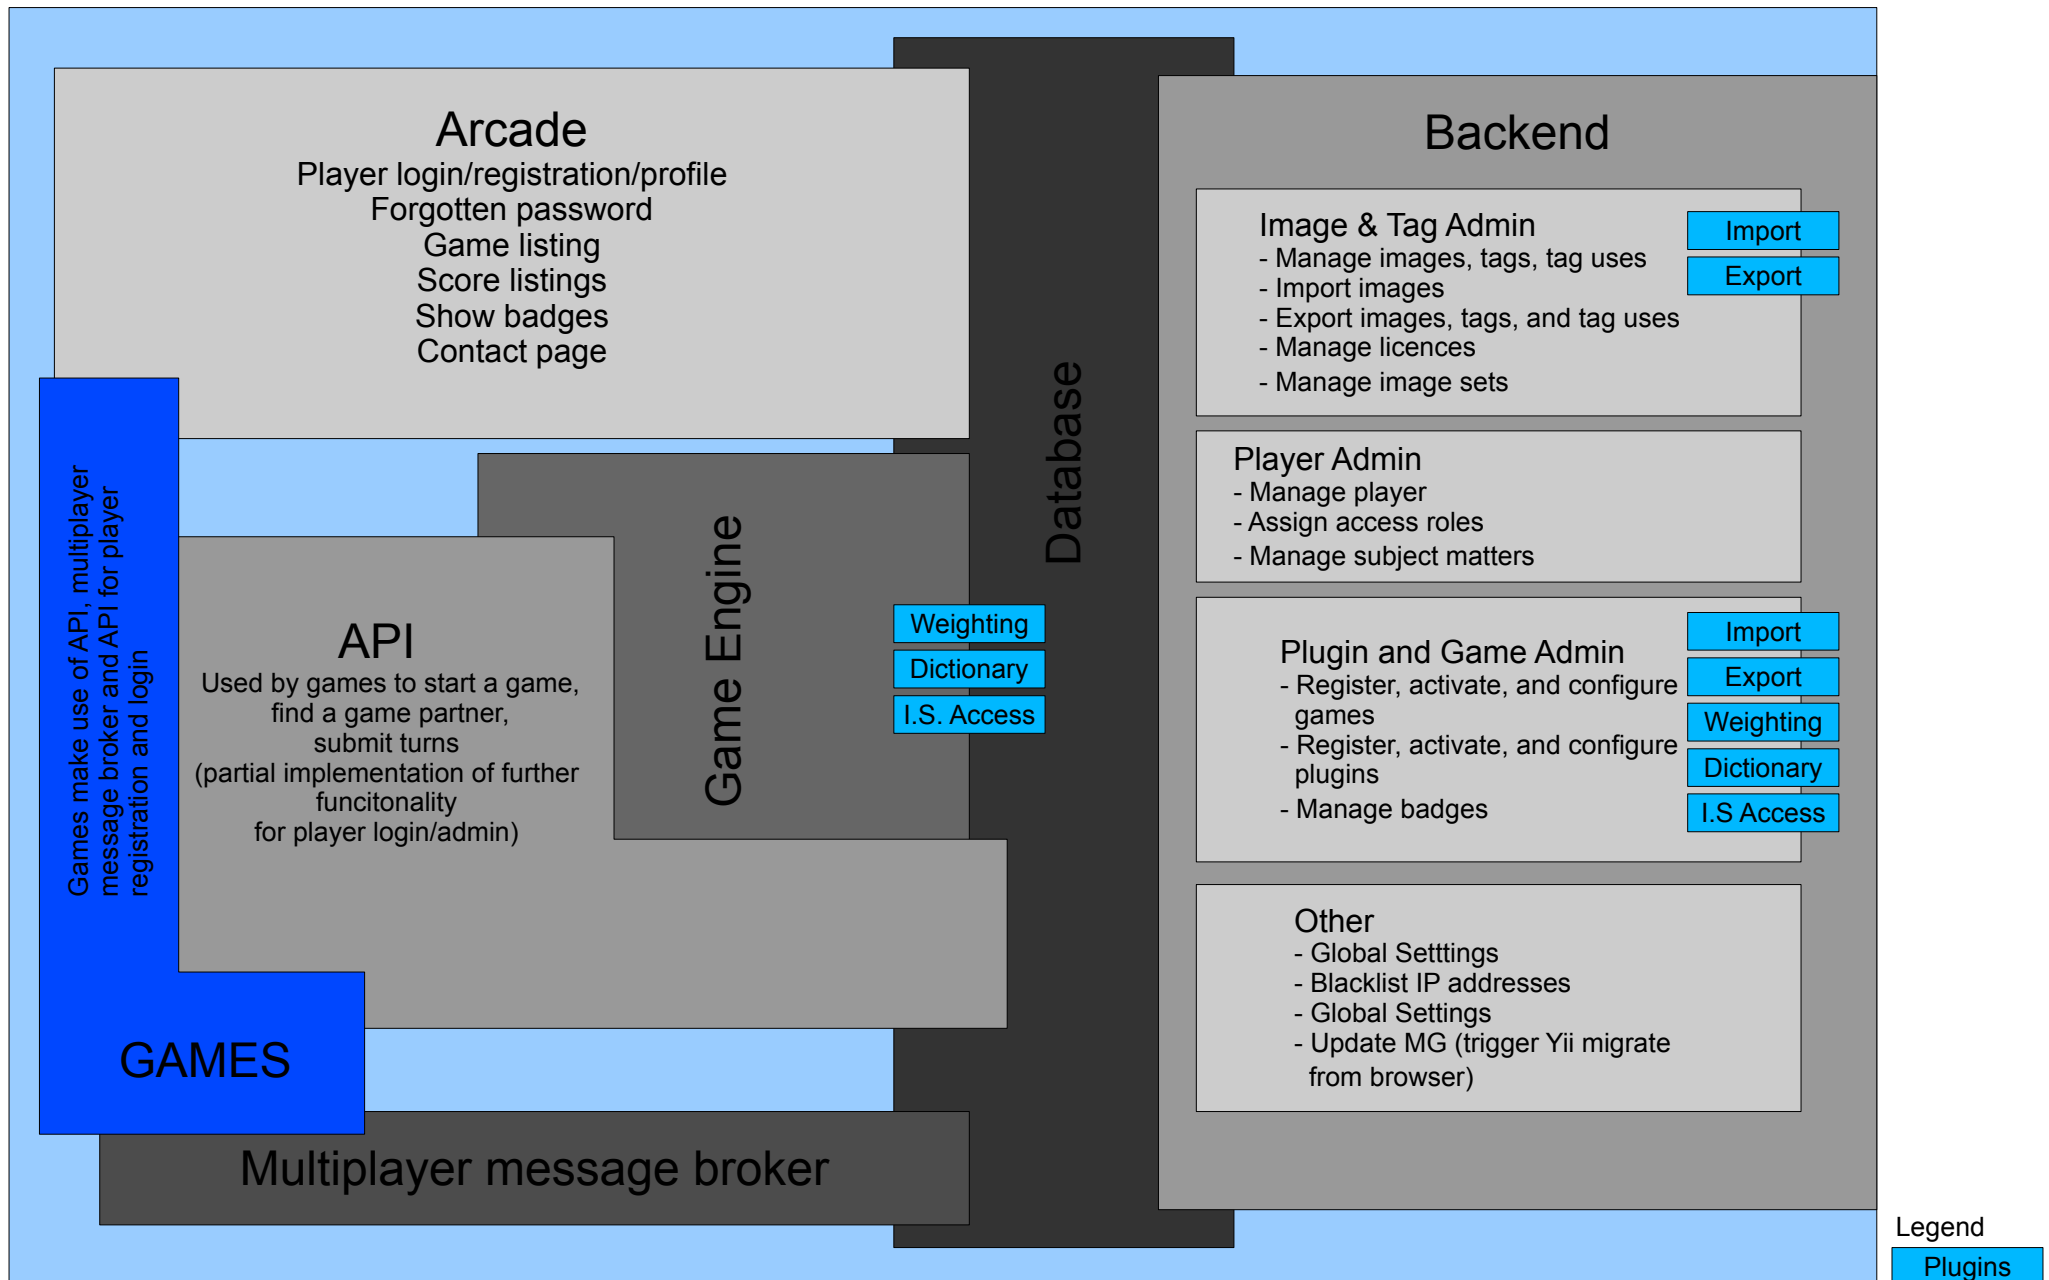 Arcade
Player login/registration/profile
Forgotten password
Game listing
Score listings
Show badges
Contact page
Games make use of API, multiplayer
message broker and API for player
registration and login
GAMES
API
Used by games to start a game,
find a game partner,
submit turns
(partial implementation of further
funcitonality
for player login/admin)
Game Engine
Weighting
Dictionary
I.S. Access
Database
Multiplayer message broker
Backend
Image & Tag Admin
- Manage images, tags, tag uses
- Import images
- Export images, tags, and tag uses
- Manage licences
- Manage image sets
Import
Export
Player Admin
- Manage player
- Assign access roles
- Manage subject matters
Plugin and Game Admin
- Register, activate, and configure
games
- Register, activate, and configure
plugins
- Manage badges
Import
Export
Weighting
Dictionary
I.S Access
Other
- Global Setttings
- Blacklist IP addresses
- Global Settings
- Update MG (trigger Yii migrate
from browser)
Legend
Plugins